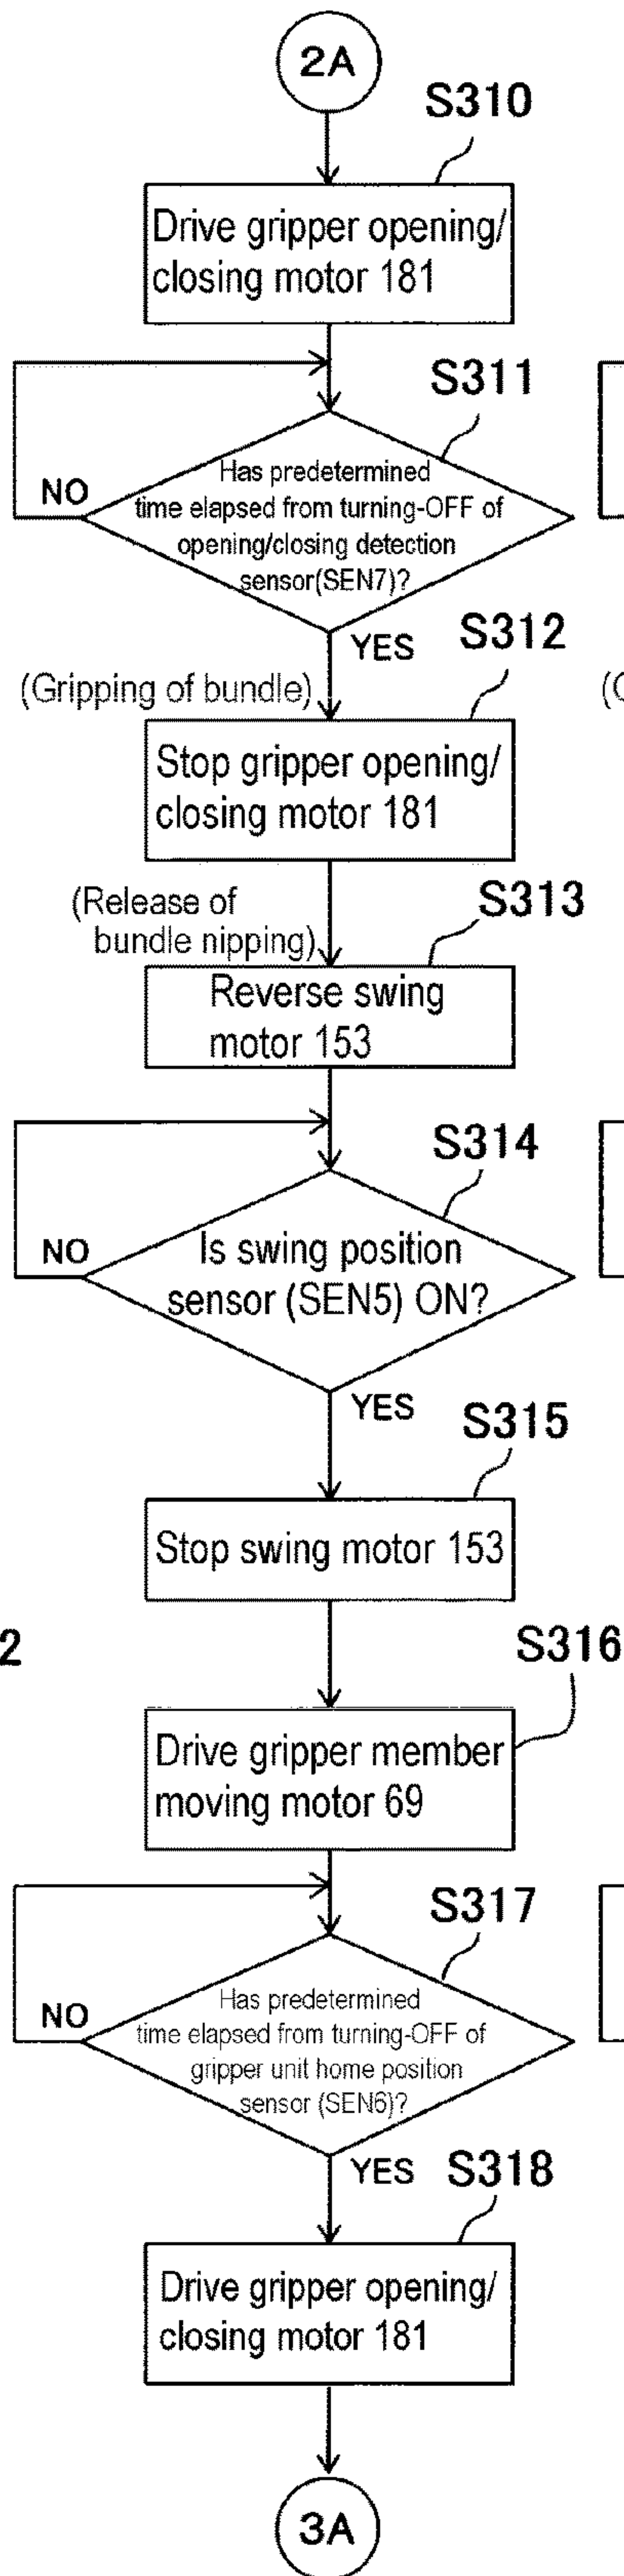 2A
S310
Drive gripper opening/
closing motor 181
S311
Has predetermined
time elapsed from turning-OFF of
opening/closing detection
sensor(SEN7)?
NO
YES
S312
(Gripping of bundle)
(
Stop gripper opening/
closing motor 181
(Release of
bundle nipping)
S313
Reverse swing
motor 153
S314
Is swing position
sensor (SEN5) ON?
NO
YES
S315
Stop swing motor 153
2
S316
Drive gripper member
moving motor 69
S317
Has predetermined
time elapsed from turning-OFF of
gripper unit home position
sensor (SEN6)?
NO
YES
S318
Drive gripper opening/
closing motor 181
3A